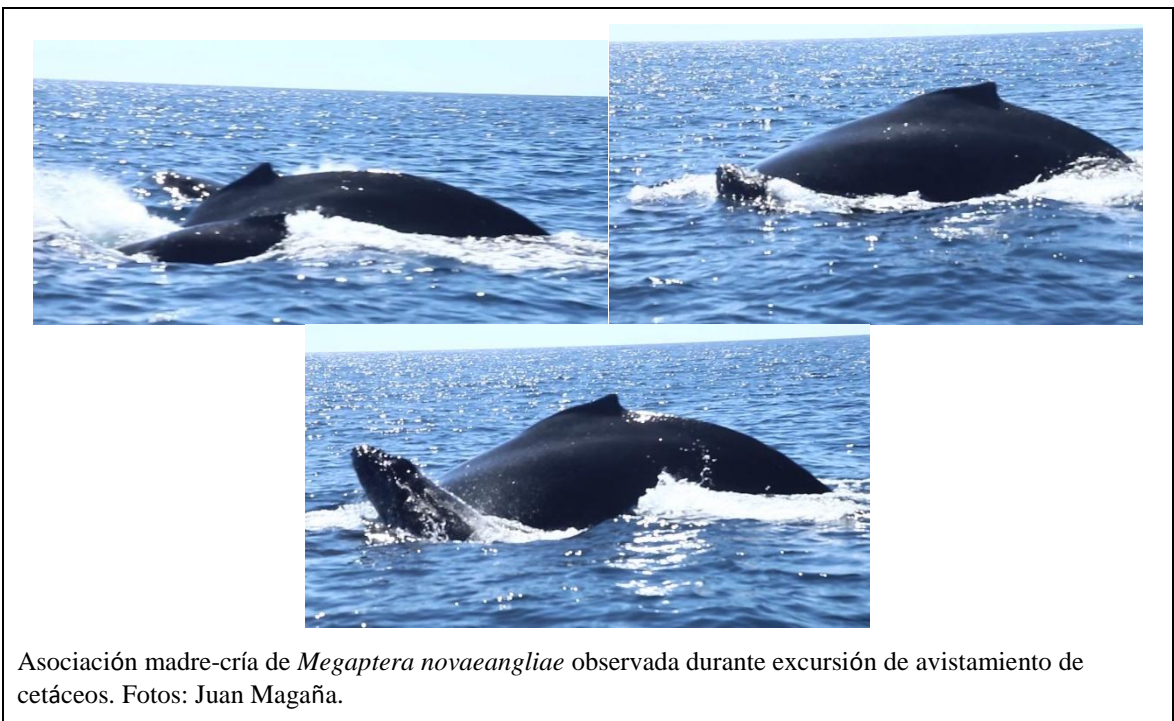 Asociación madre-cría de Megaptera novaeangliae observada durante excursión de avistamiento de
cetáceos. Fotos: Juan Magaña.